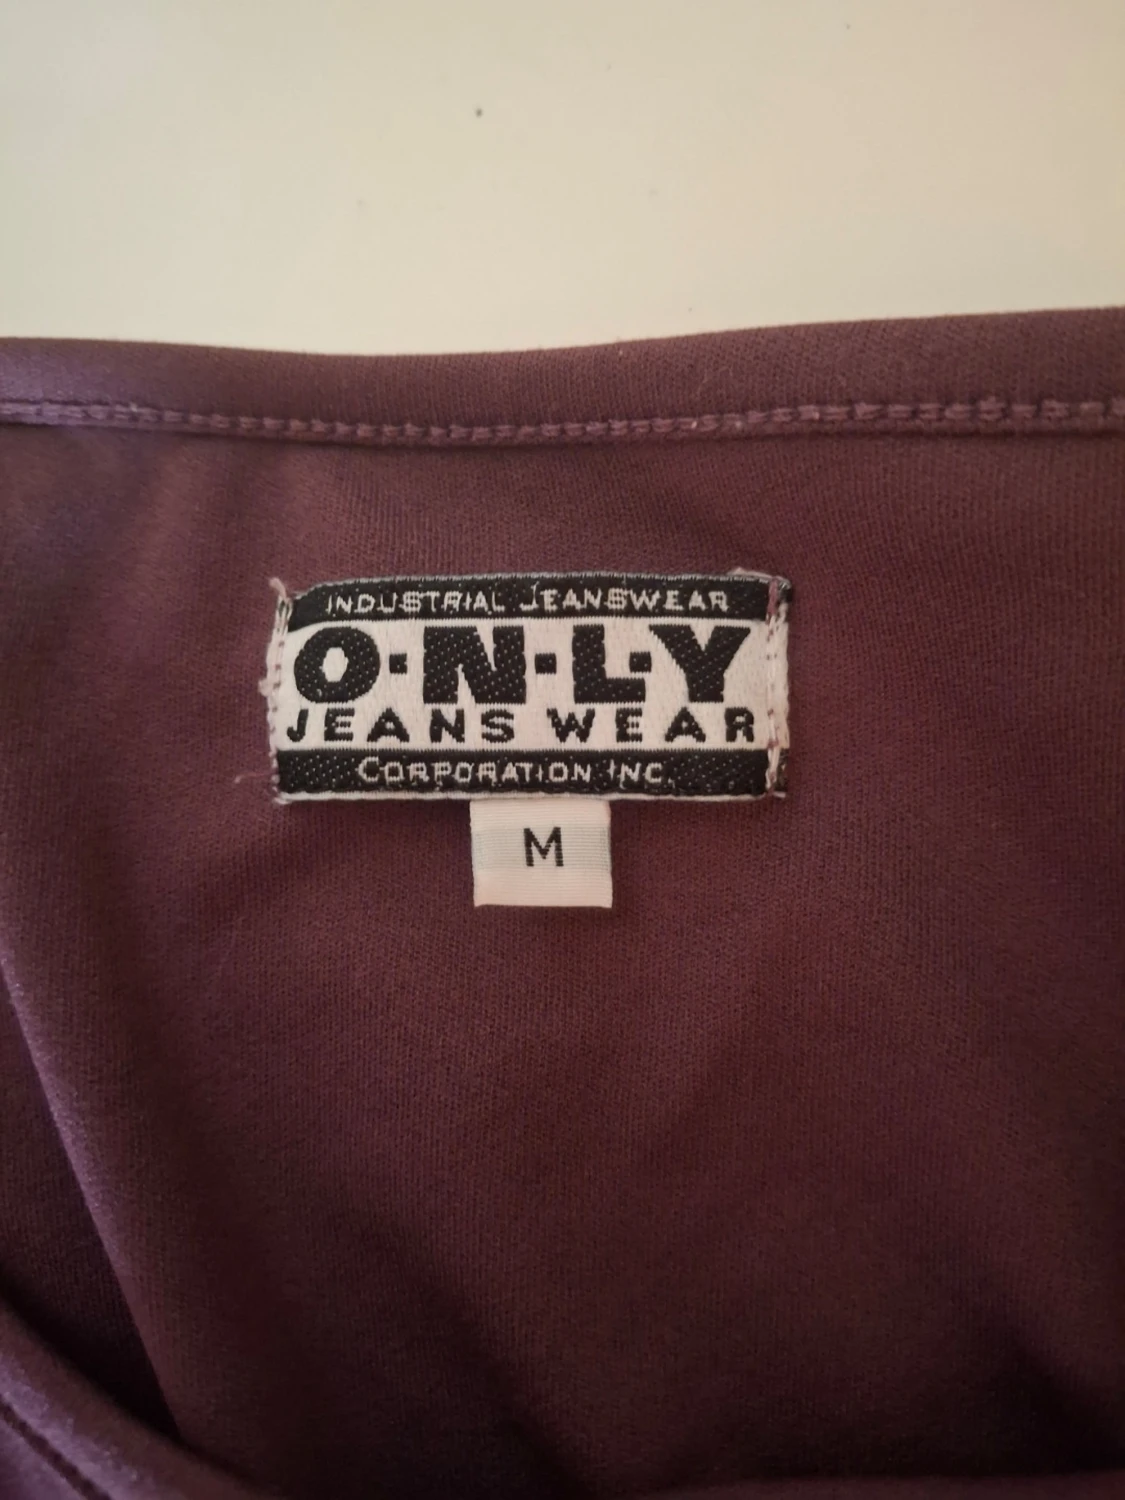 INDUSTRIAL JEANSWEAR
O·N·L·Y
JEANS WEAR
CORPORATION INC.
M